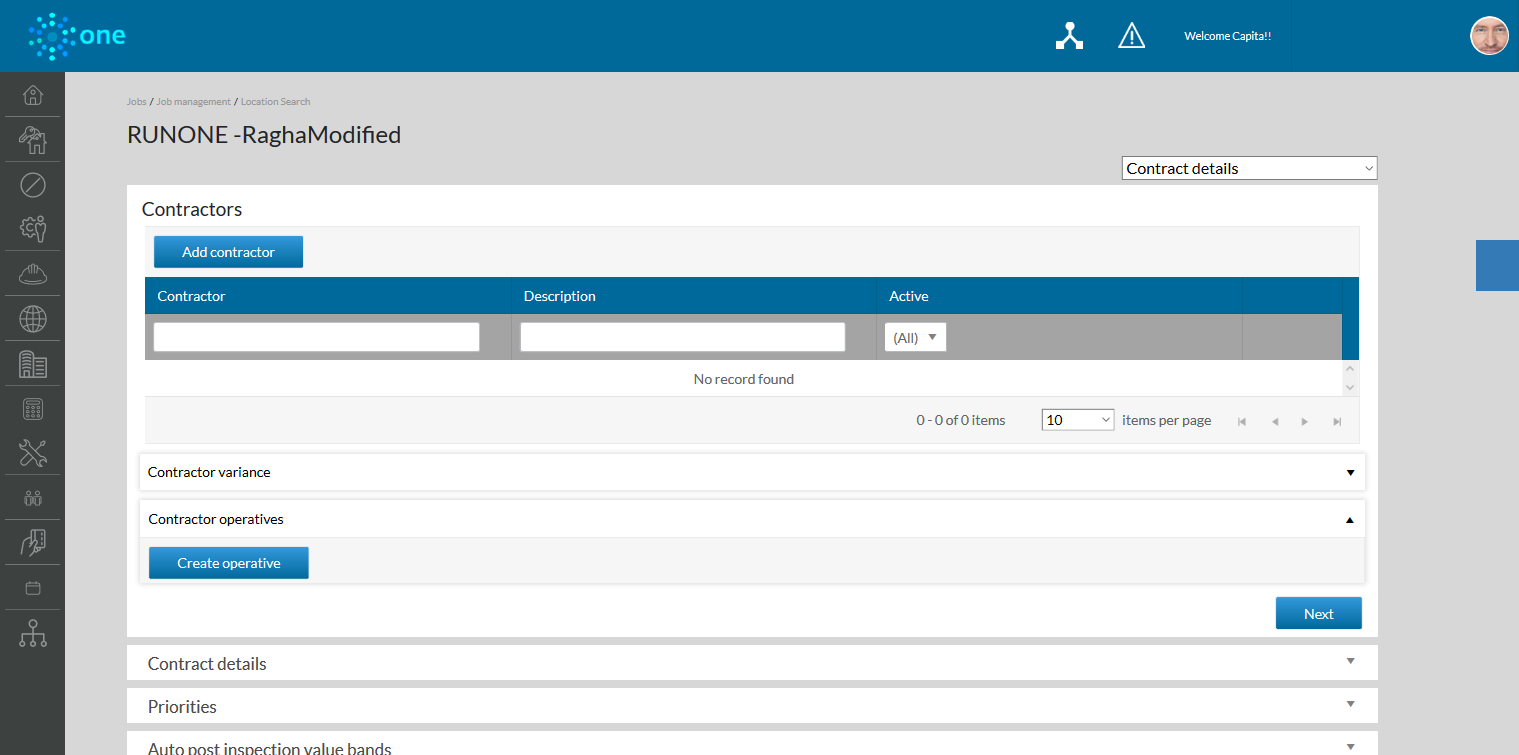 one
Welcome Capita!!
Jobs / Job management / Location Search
RUNONE -RaghaModified
Contract details
Contractors
Add contractor
Contractor Description Active
(All)
No record found
0 - 0 of 0 items 10 items per page
Contractor variance
Contractor operatives
Create operative
Next
Contract details
Priorities
Auto post inspection value bands